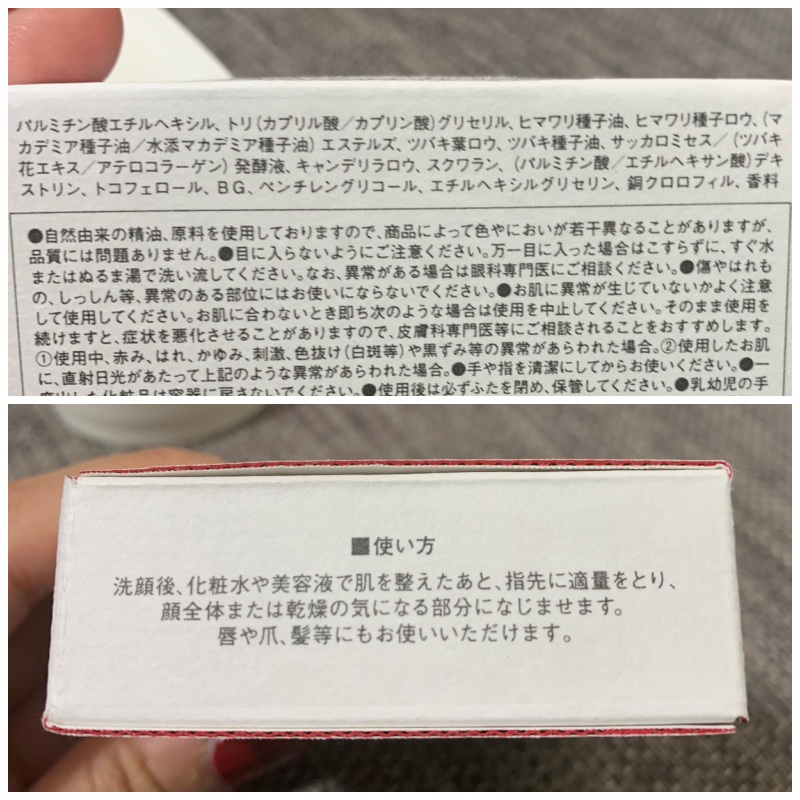 パルミチン酸エチルヘキシル、トリ(カプリル酸／カプリン酸)グリセリル、ヒマワリ種子油、ヒマワリ種子ロウ、(マ
カデミア種子油／水添マカデミア種子油)エステルズ、ツバキ葉ロウ、ツバキ種子油、サッカロミセス／(ツバキ
花エキス／アテロコラーゲン)発酵液、キャンデリラロウ、スクワラン、(パルミチン酸／エチルヘキサン酸)デキ
ストリン、トコフェロール、BG、ペンチレングリコール、エチルヘキシルグリセリン、銅クロロフィル、香料
●自然由来の精油、原料を使用しておりますので、商品によって色やにおいが若干異なることがありますが、
品質には問題ありません。●目に入らないようにご注意ください。万一目に入った場合はこすらずに、すぐ水
またはぬるま湯で洗い流してください。なお、異常がある場合は眼科専門医にご相談ください。●傷やはれも
の、しっしん等、異常のある部位にはお使いにならないでください。●お肌に異常が生じていないかよく注意
して使用してください。お肌に合わないとき即ち次のような場合は使用を中止してください。そのまま使用を
続けますと、症状を悪化させることがありますので、皮膚科専門医等にご相談されることをおすすめします。
①使用中、赤み、はれ、かゆみ、刺激、色抜け(白斑等)や黒ずみ等の異常があらわれた場合。②使用したお肌
に、直射日光があたって上記のような異常があらわれた場合。●手や指を清潔にしてからお使いください。●一
度出した化粧品は容器に戻さないでください。●使用後は必ずふたを閉め、保管してください。●乳幼児の手
■使い方
洗顔後、化粧水や美容液で肌を整えたあと、指先に適量をとり、
顔全体または乾燥の気になる部分になじませます。
唇や爪、髪等にもお使いいただけます。